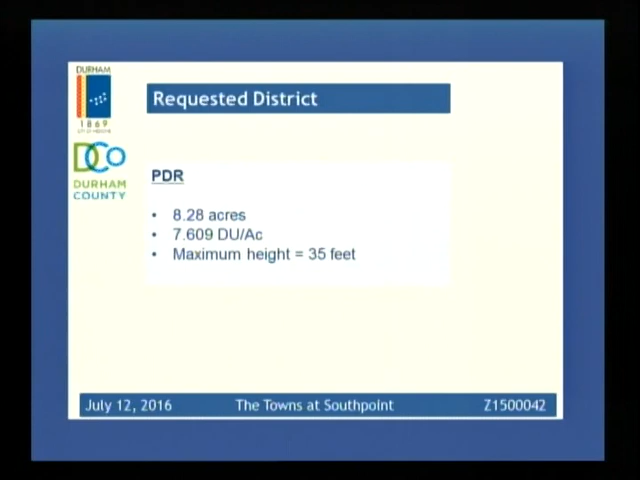 DURHAM
1869
DCO
DURHAM
COUNTY
Requested District
PDR
• 8.28 acres
• 7.609 DU/Ac
• Maximum height = 35 feet
July 12, 2016 The Towns at Southpoint Z1500042